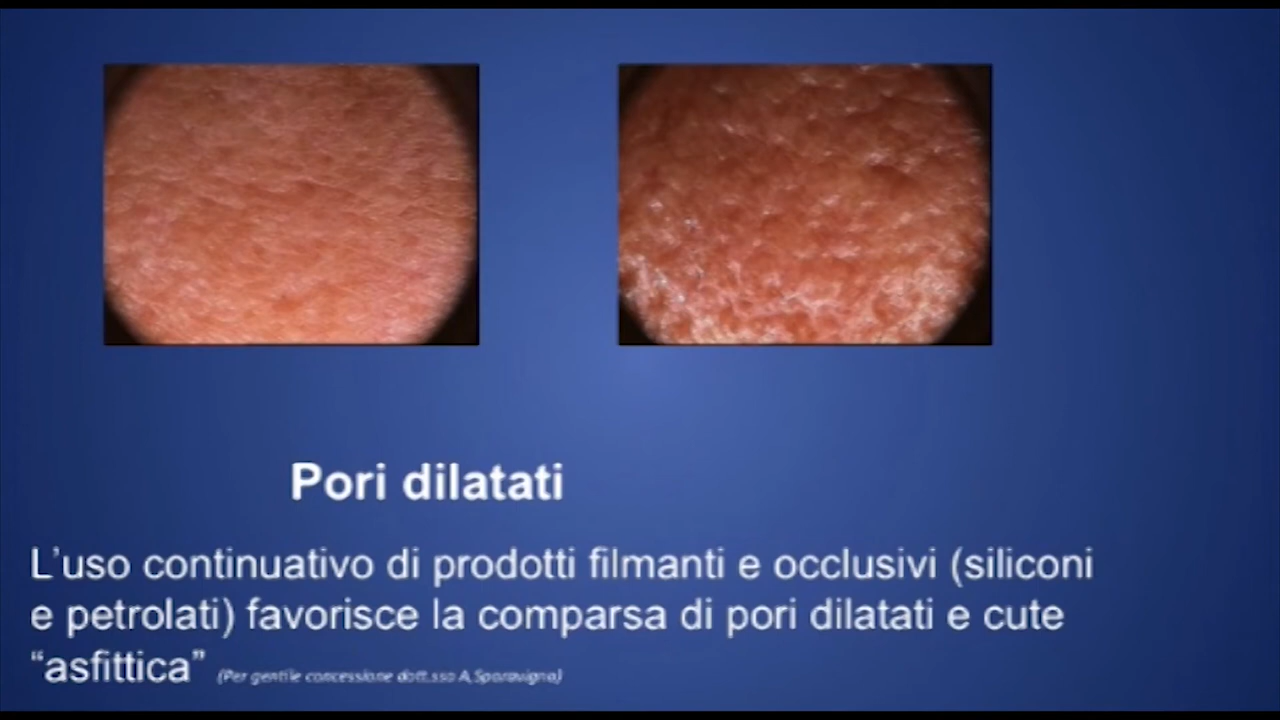 Pori dilatati
L'uso continuativo di prodotti filmanti e occlusivi (siliconi
e petrolati) favorisce la comparsa di pori dilatati e cute
“asfittica” (Per gentile concessione dott.ssa A.Sparavigna)